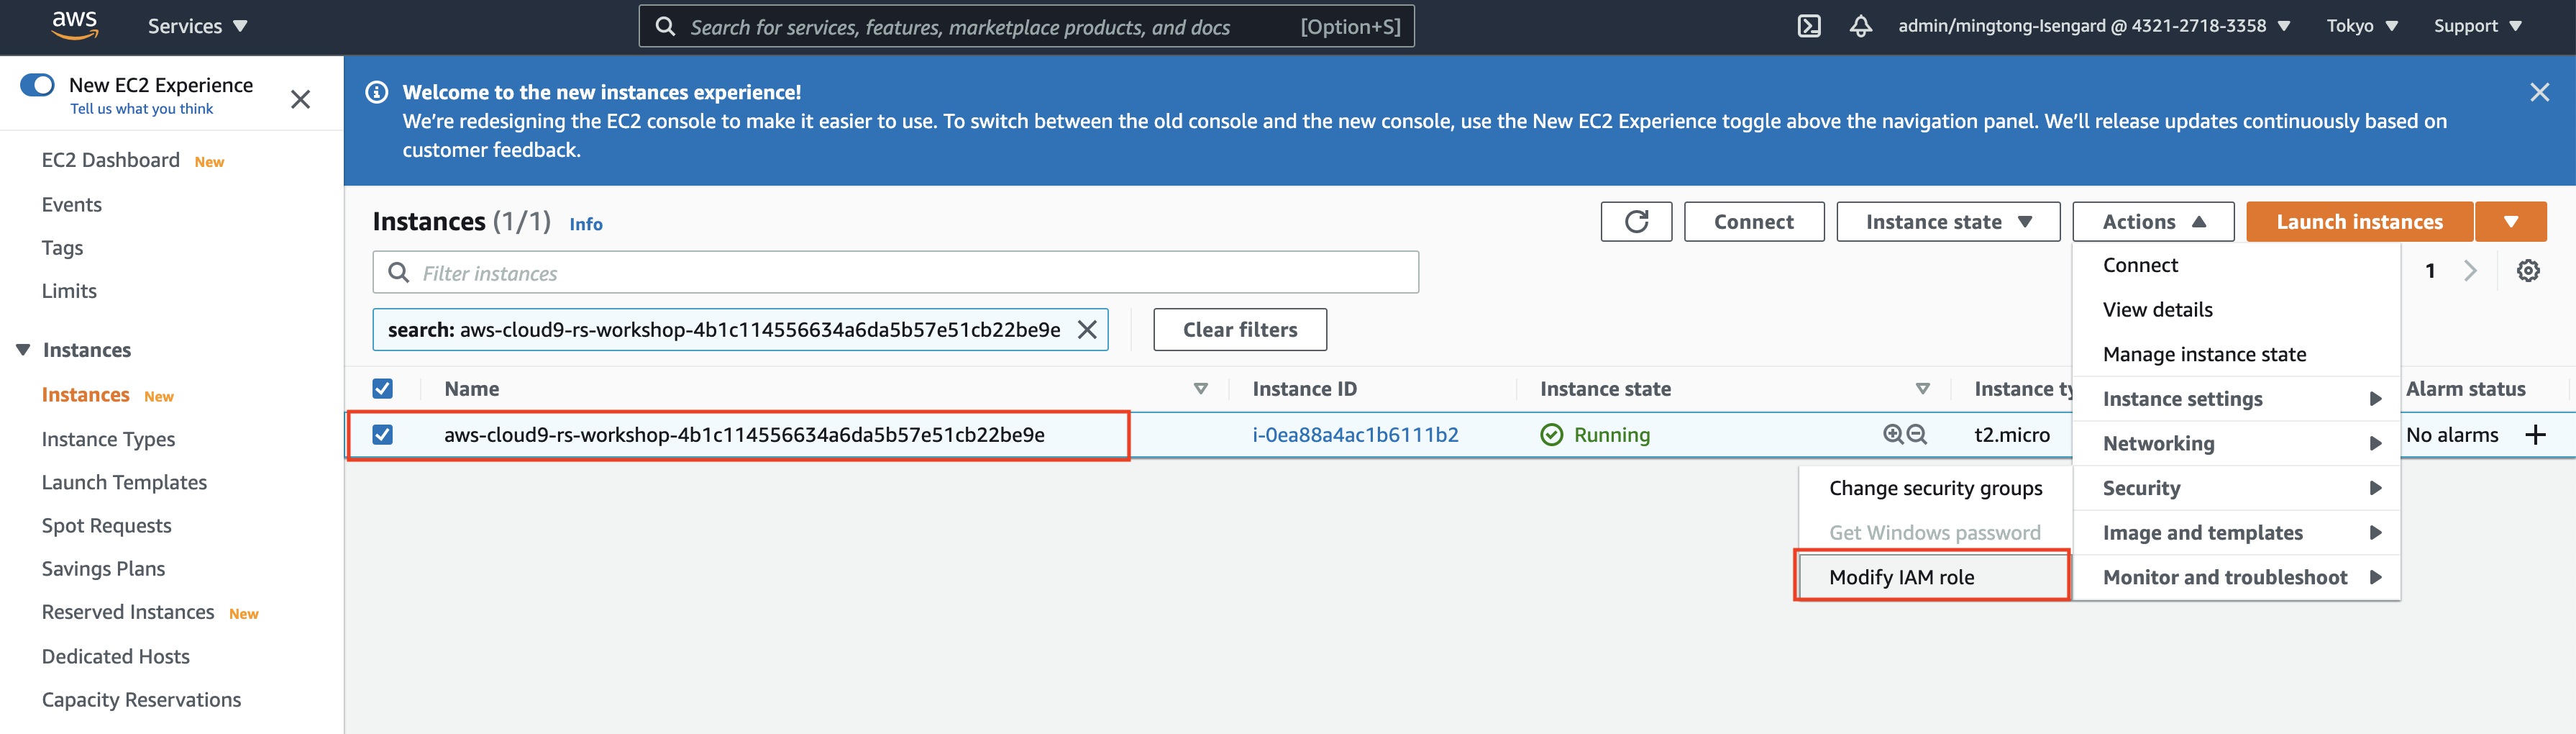 aws
Services
Search for services, features, marketplace products, and docs [Option+S]
admin/mingtong-Isengard @ 4321-2718-3358
Tokyo
Support
New EC2 Experience
Tell us what you think
EC2 Dashboard New
Events
Tags
Limits
Instances
Instances New
Instance Types
Launch Templates
Spot Requests
Savings Plans
Reserved Instances New
Dedicated Hosts
Capacity Reservations
Welcome to the new instances experience!
We're redesigning the EC2 console to make it easier to use. To switch between the old console and the new console, use the New EC2 Experience toggle above the navigation panel. We'll release updates continuously based on
customer feedback.
Instances (1/1) Info
Connect
Instance state
Actions
Launch instances
Filter instances
1
search: aws-cloud9-rs-workshop-4b1c114556634a6da5b57e51cb22be9e
Clear filters
Name Instance ID Instance state Instance ty Alarm status
aws-cloud9-rs-workshop-4b1c114556634a6da5b57e51cb22be9e i-0ea88a4ac1b6111b2 Running t2.micro No alarms
Connect
View details
Manage instance state
Instance settings
Networking
Security
Image and templates
Monitor and troubleshoot
Change security groups
Get Windows password
Modify IAM role